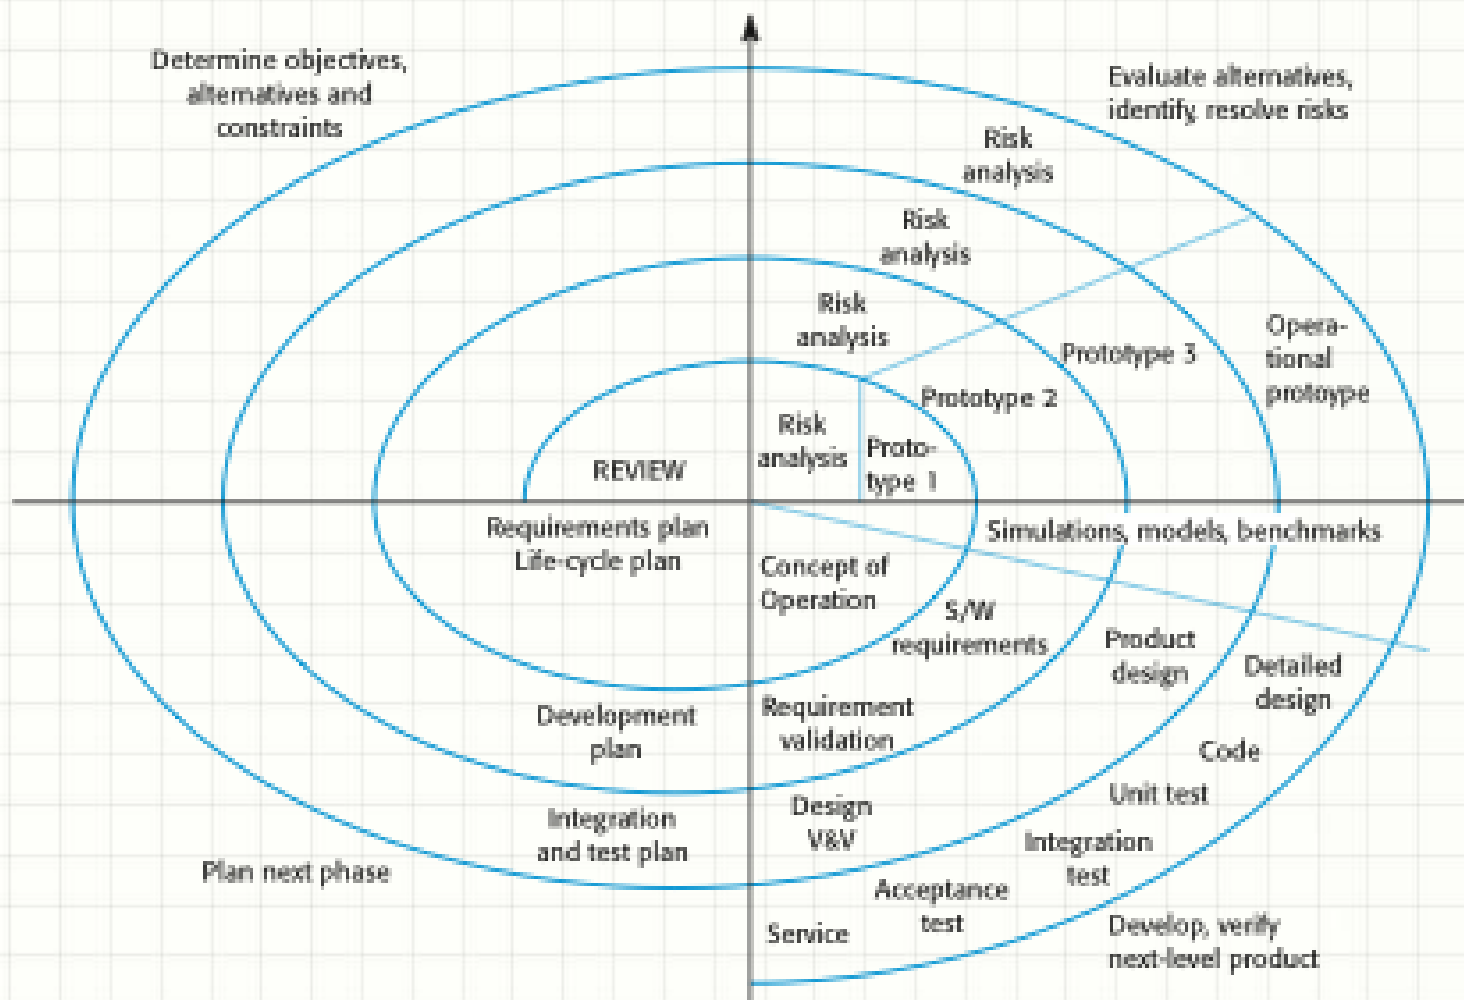 Determine objectives,
alternatives and
constraints
Evaluate alternatives,
identify, resolve risks
Risk
analysis
Risk
analysis
Risk
analysis
Risk
analysis
Proto-
type 1
Prototype 2
Prototype 3
Opera-
tional
protoype
REVIEW
Requirements plan
Life-cycle plan
Simulations, models, benchmarks
Concept of
Operation
S/W
requirements
Product
design
Detailed
design
Development
plan
Requirement
validation
Code
Unit test
Integration
and test plan
Design
V&V
Integration
test
Plan next phase
Acceptance
test
Service
Develop, verify
next-level product